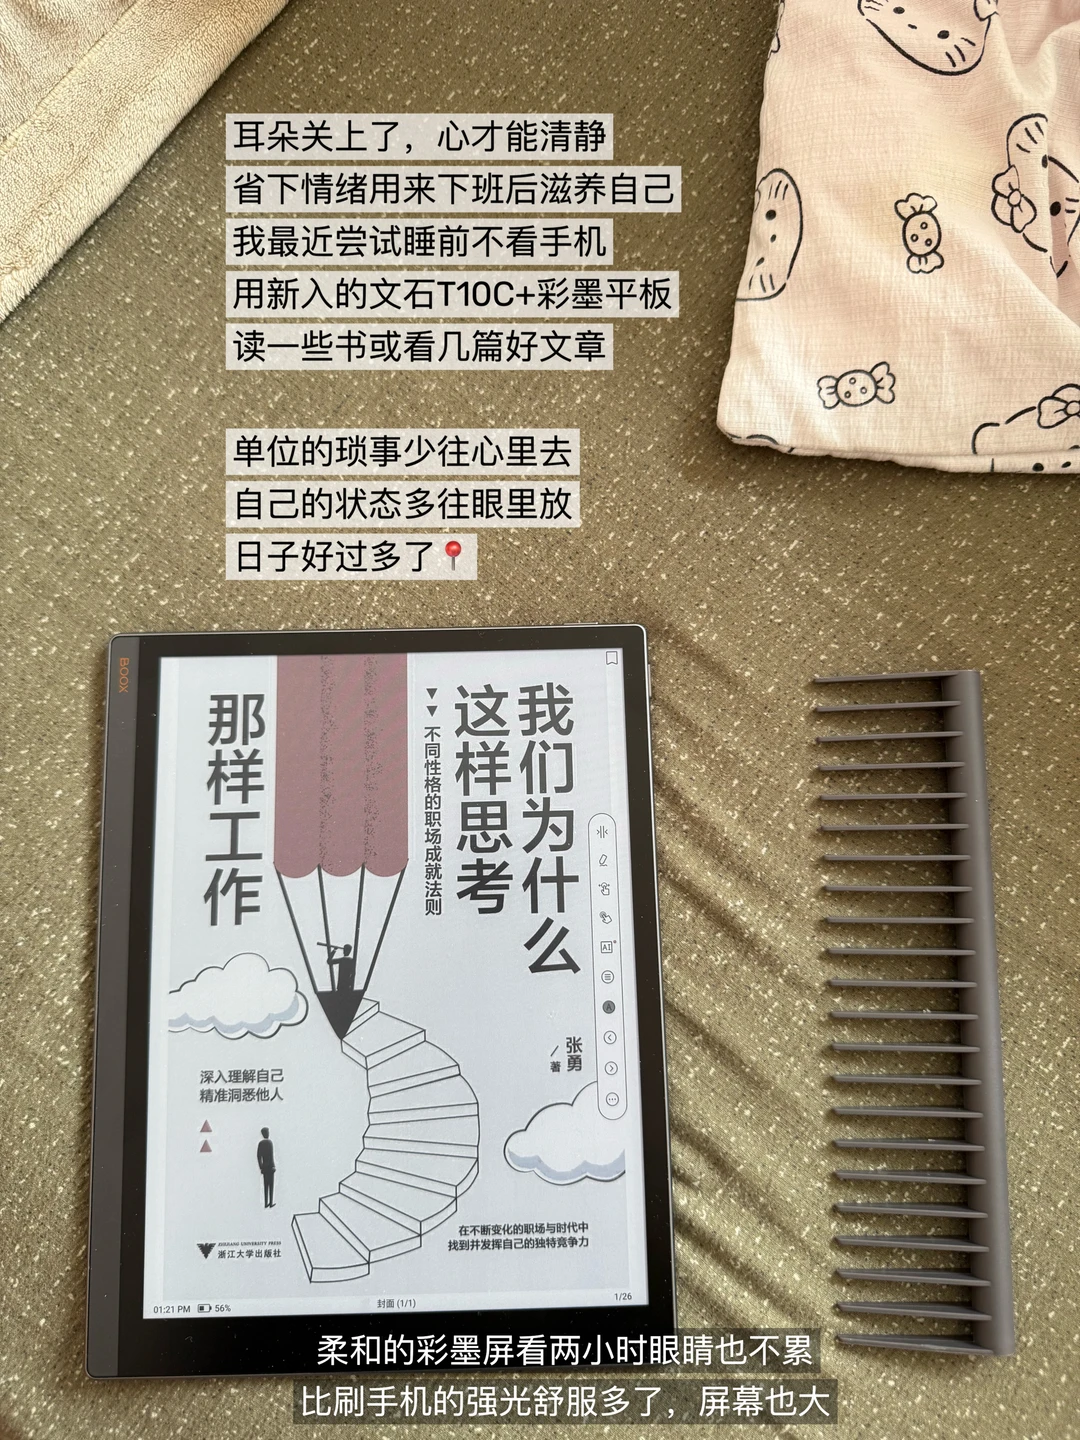 耳朵关上了，心才能清静
省下情绪用来下班后滋养自己
我最近尝试睡前不看手机
用新入的文石T10C+彩墨平板
读一些书或看几篇好文章
单位的琐事少往心里去
自己的状态多往眼里放
日子好过多了📍
BOOX
我们为什么
这样思考
不同性格的职场成就法则
那样工作
张勇
著
AI
A
深入理解自己
精准洞悉他人
在不断变化的职场与时代中
找到并发挥自己的独特竞争力
ZHEJIANG UNIVERSITY PRESS
浙江大学出版社
01:21 PM 56%
封面 (1/1)
1/26
柔和的彩墨屏看两小时眼睛也不累
比刷手机的强光舒服多了，屏幕也大